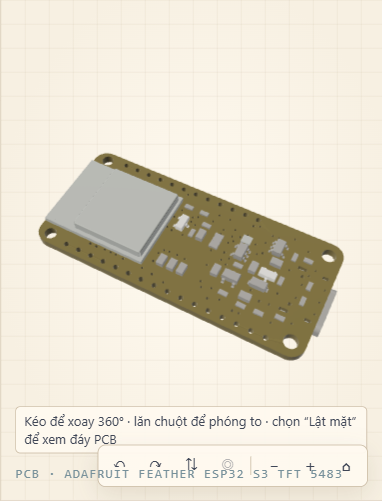 Kéo để xoay 360° · lăn chuột để phóng to · chọn “Lật mặt”
để xem đáy PCB
PCB · ADAFRUIT FEATHER ESP32 S3 TFT 5483